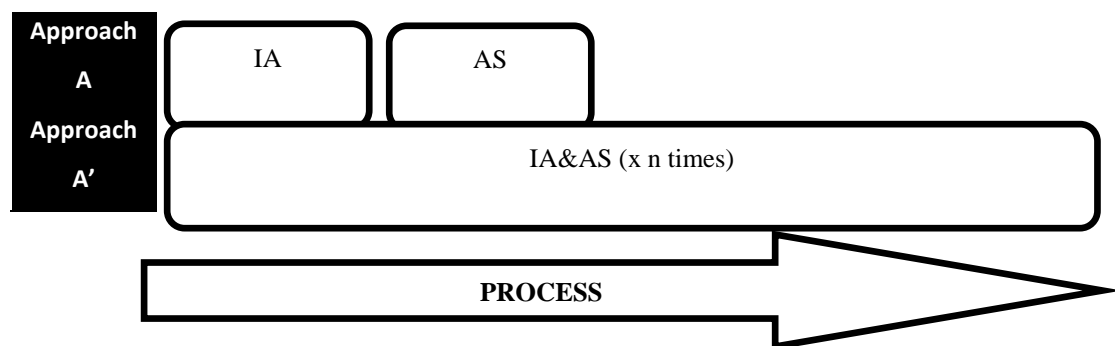 Approach
A
IA
AS
Approach
A’
IA&AS (x n times)
PROCESS